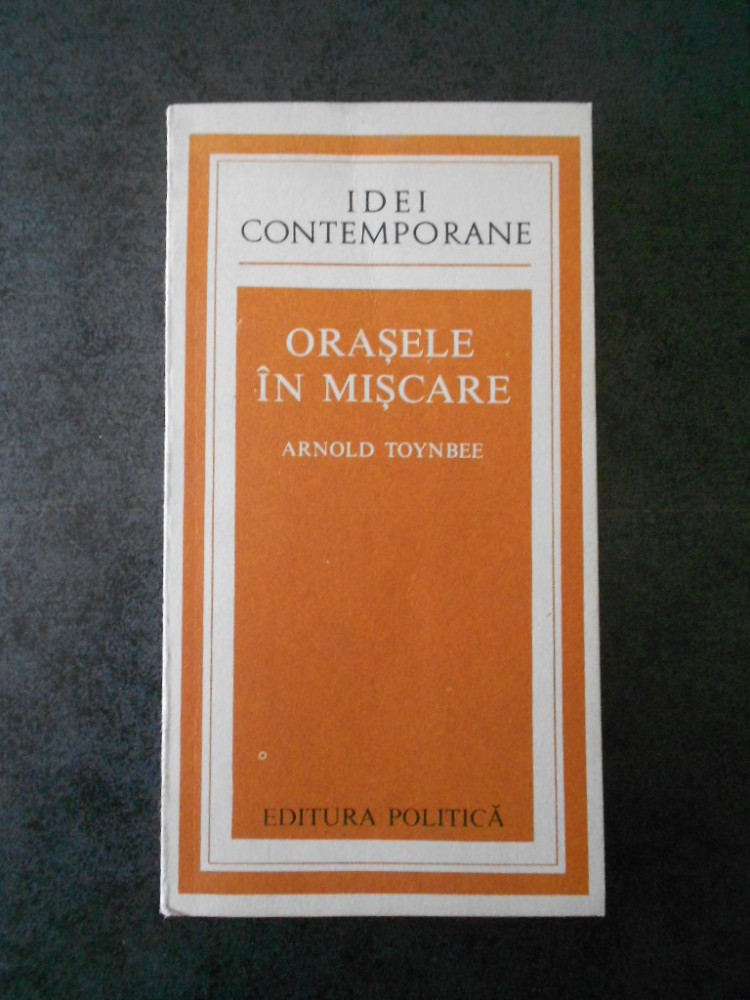 IDEI
CONTEMPORANE
ORAȘELE
ÎN MIȘCARE
ARNOLD TOYNBEE
EDITURA POLITICĂ